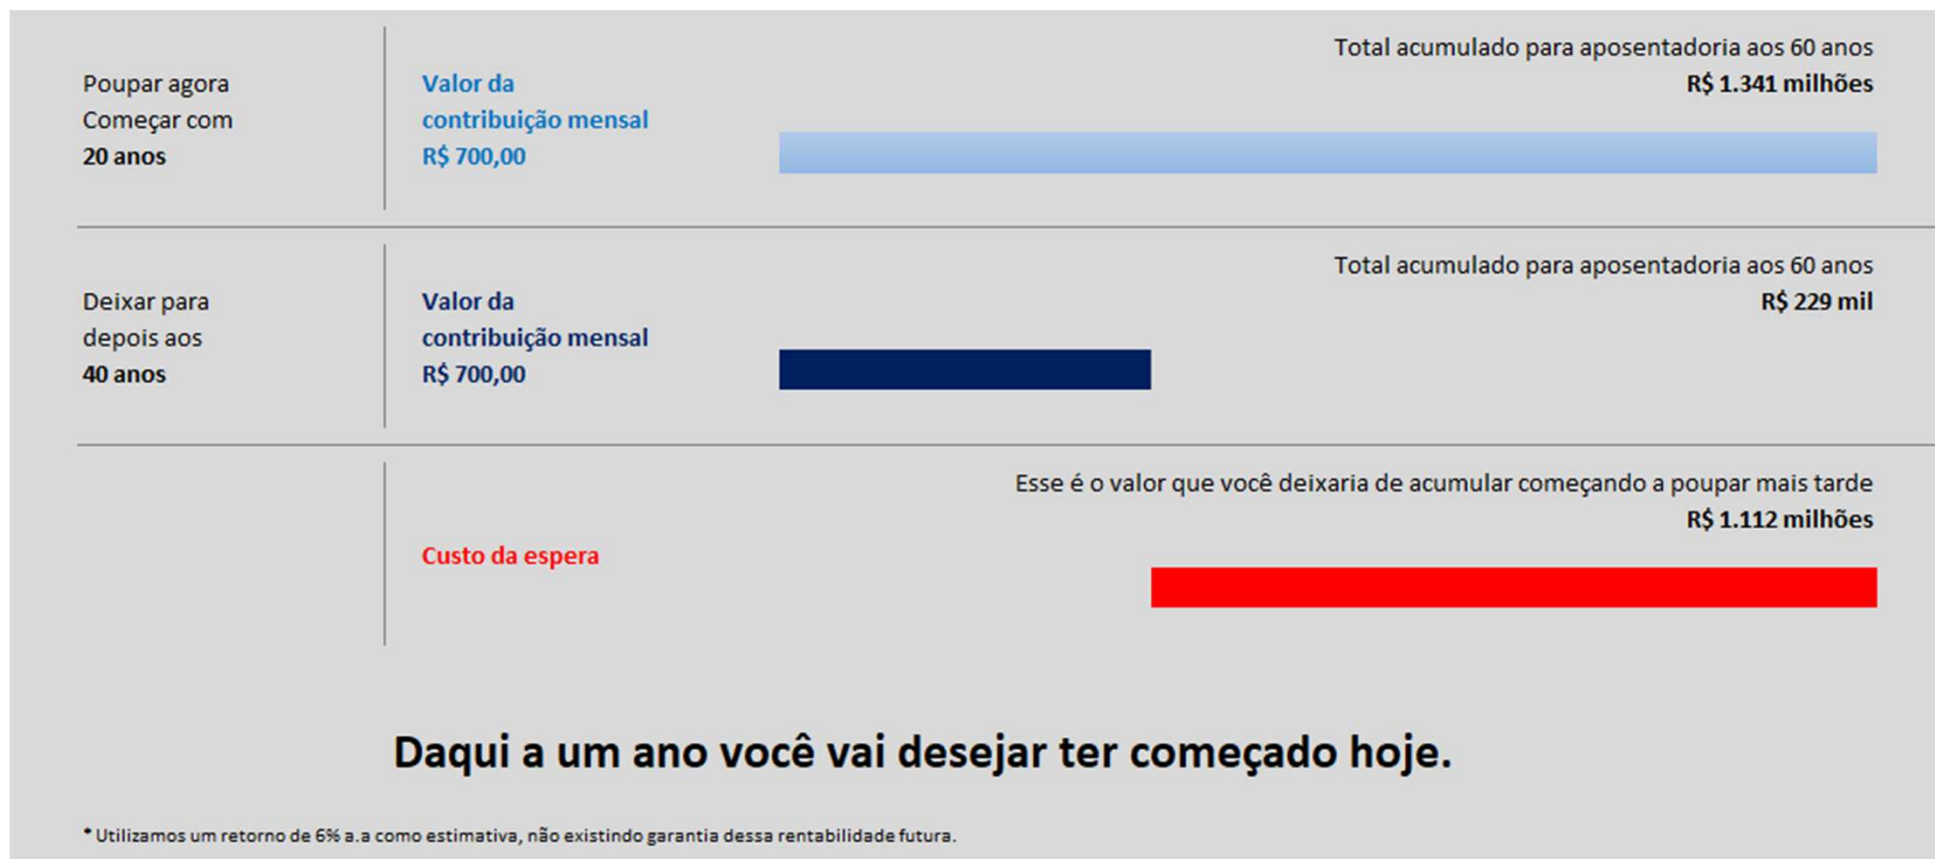 Total acumulado para aposentadoria aos 60 anos
R$ 1.341 milhões
Poupar agora
Começar com
20 anos
Valor da
contribuição mensal
R$ 700,00
Total acumulado para aposentadoria aos 60 anos
R$ 229 mil
Deixar para
depois aos
40 anos
Valor da
contribuição mensal
R$ 700,00
Esse é o valor que você deixaria de acumular começando a poupar mais tarde
R$ 1.112 milhões
Custo da espera
Daqui a um ano você vai desejar ter começado hoje.
* Utilizamos um retorno de 6% a.a como estimativa, não existindo garantia dessa rentabilidade futura.